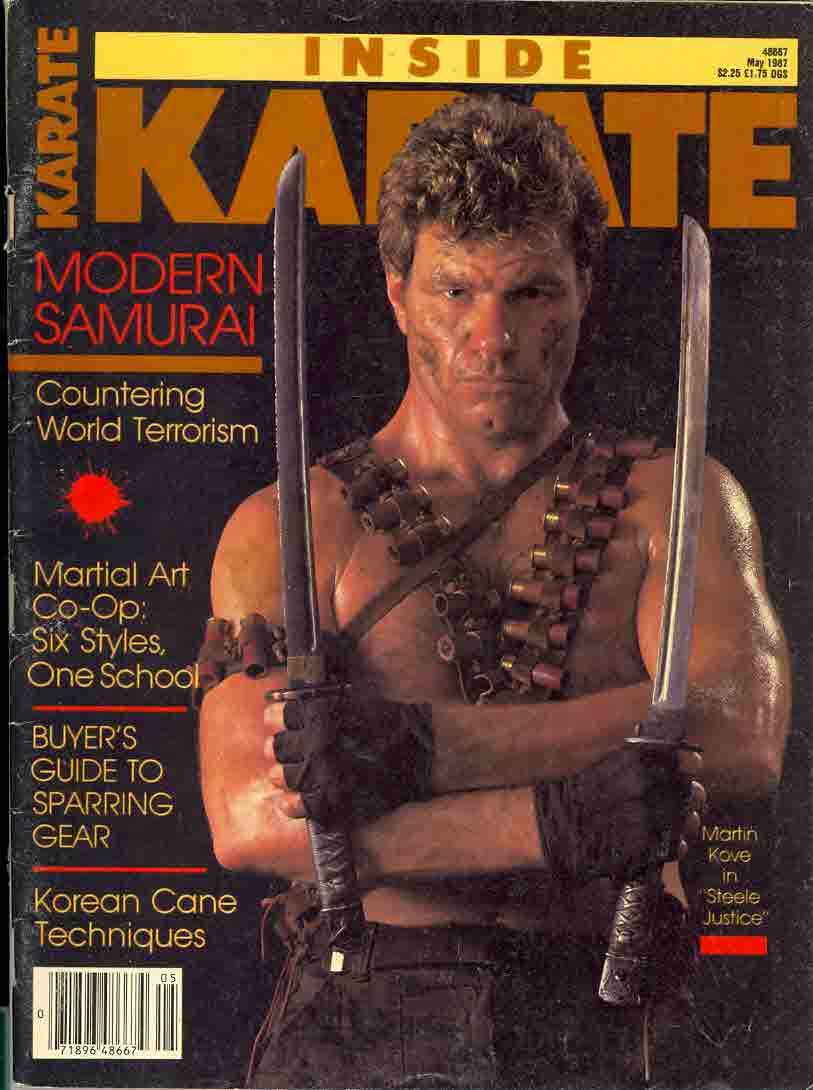 KARATE
INSIDE
48667
May 1987
$2.25 £1.75 DGS
KARATE
MODERN
SAMURAI
Countering
World Terrorism
Martial Art
Co-Op:
Six Styles,
One School
BUYER'S
GUIDE TO
SPARRING
GEAR
Korean Cane
Techniques
Martin
Kove
in
"Steele
Justice"
05
0
71896 48667